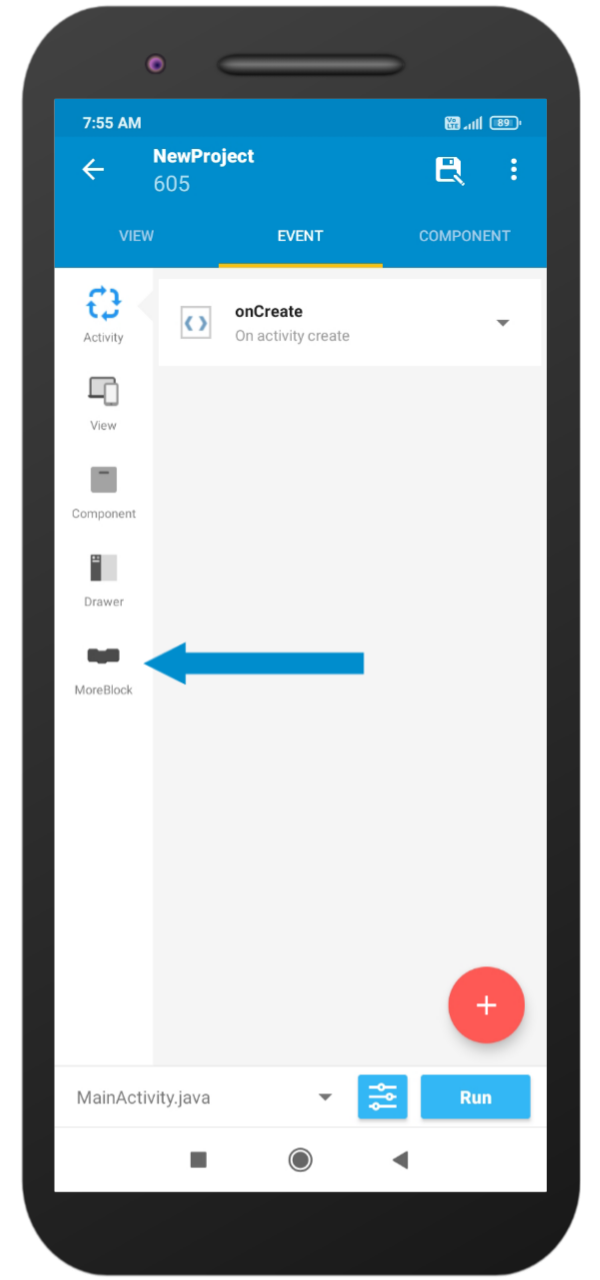 7:55 AM
Vo LTE 89
NewProject
605
VIEW EVENT COMPONENT
Activity
onCreate
On activity create
View
Component
Drawer
MoreBlock
+
MainActivity.java
Run